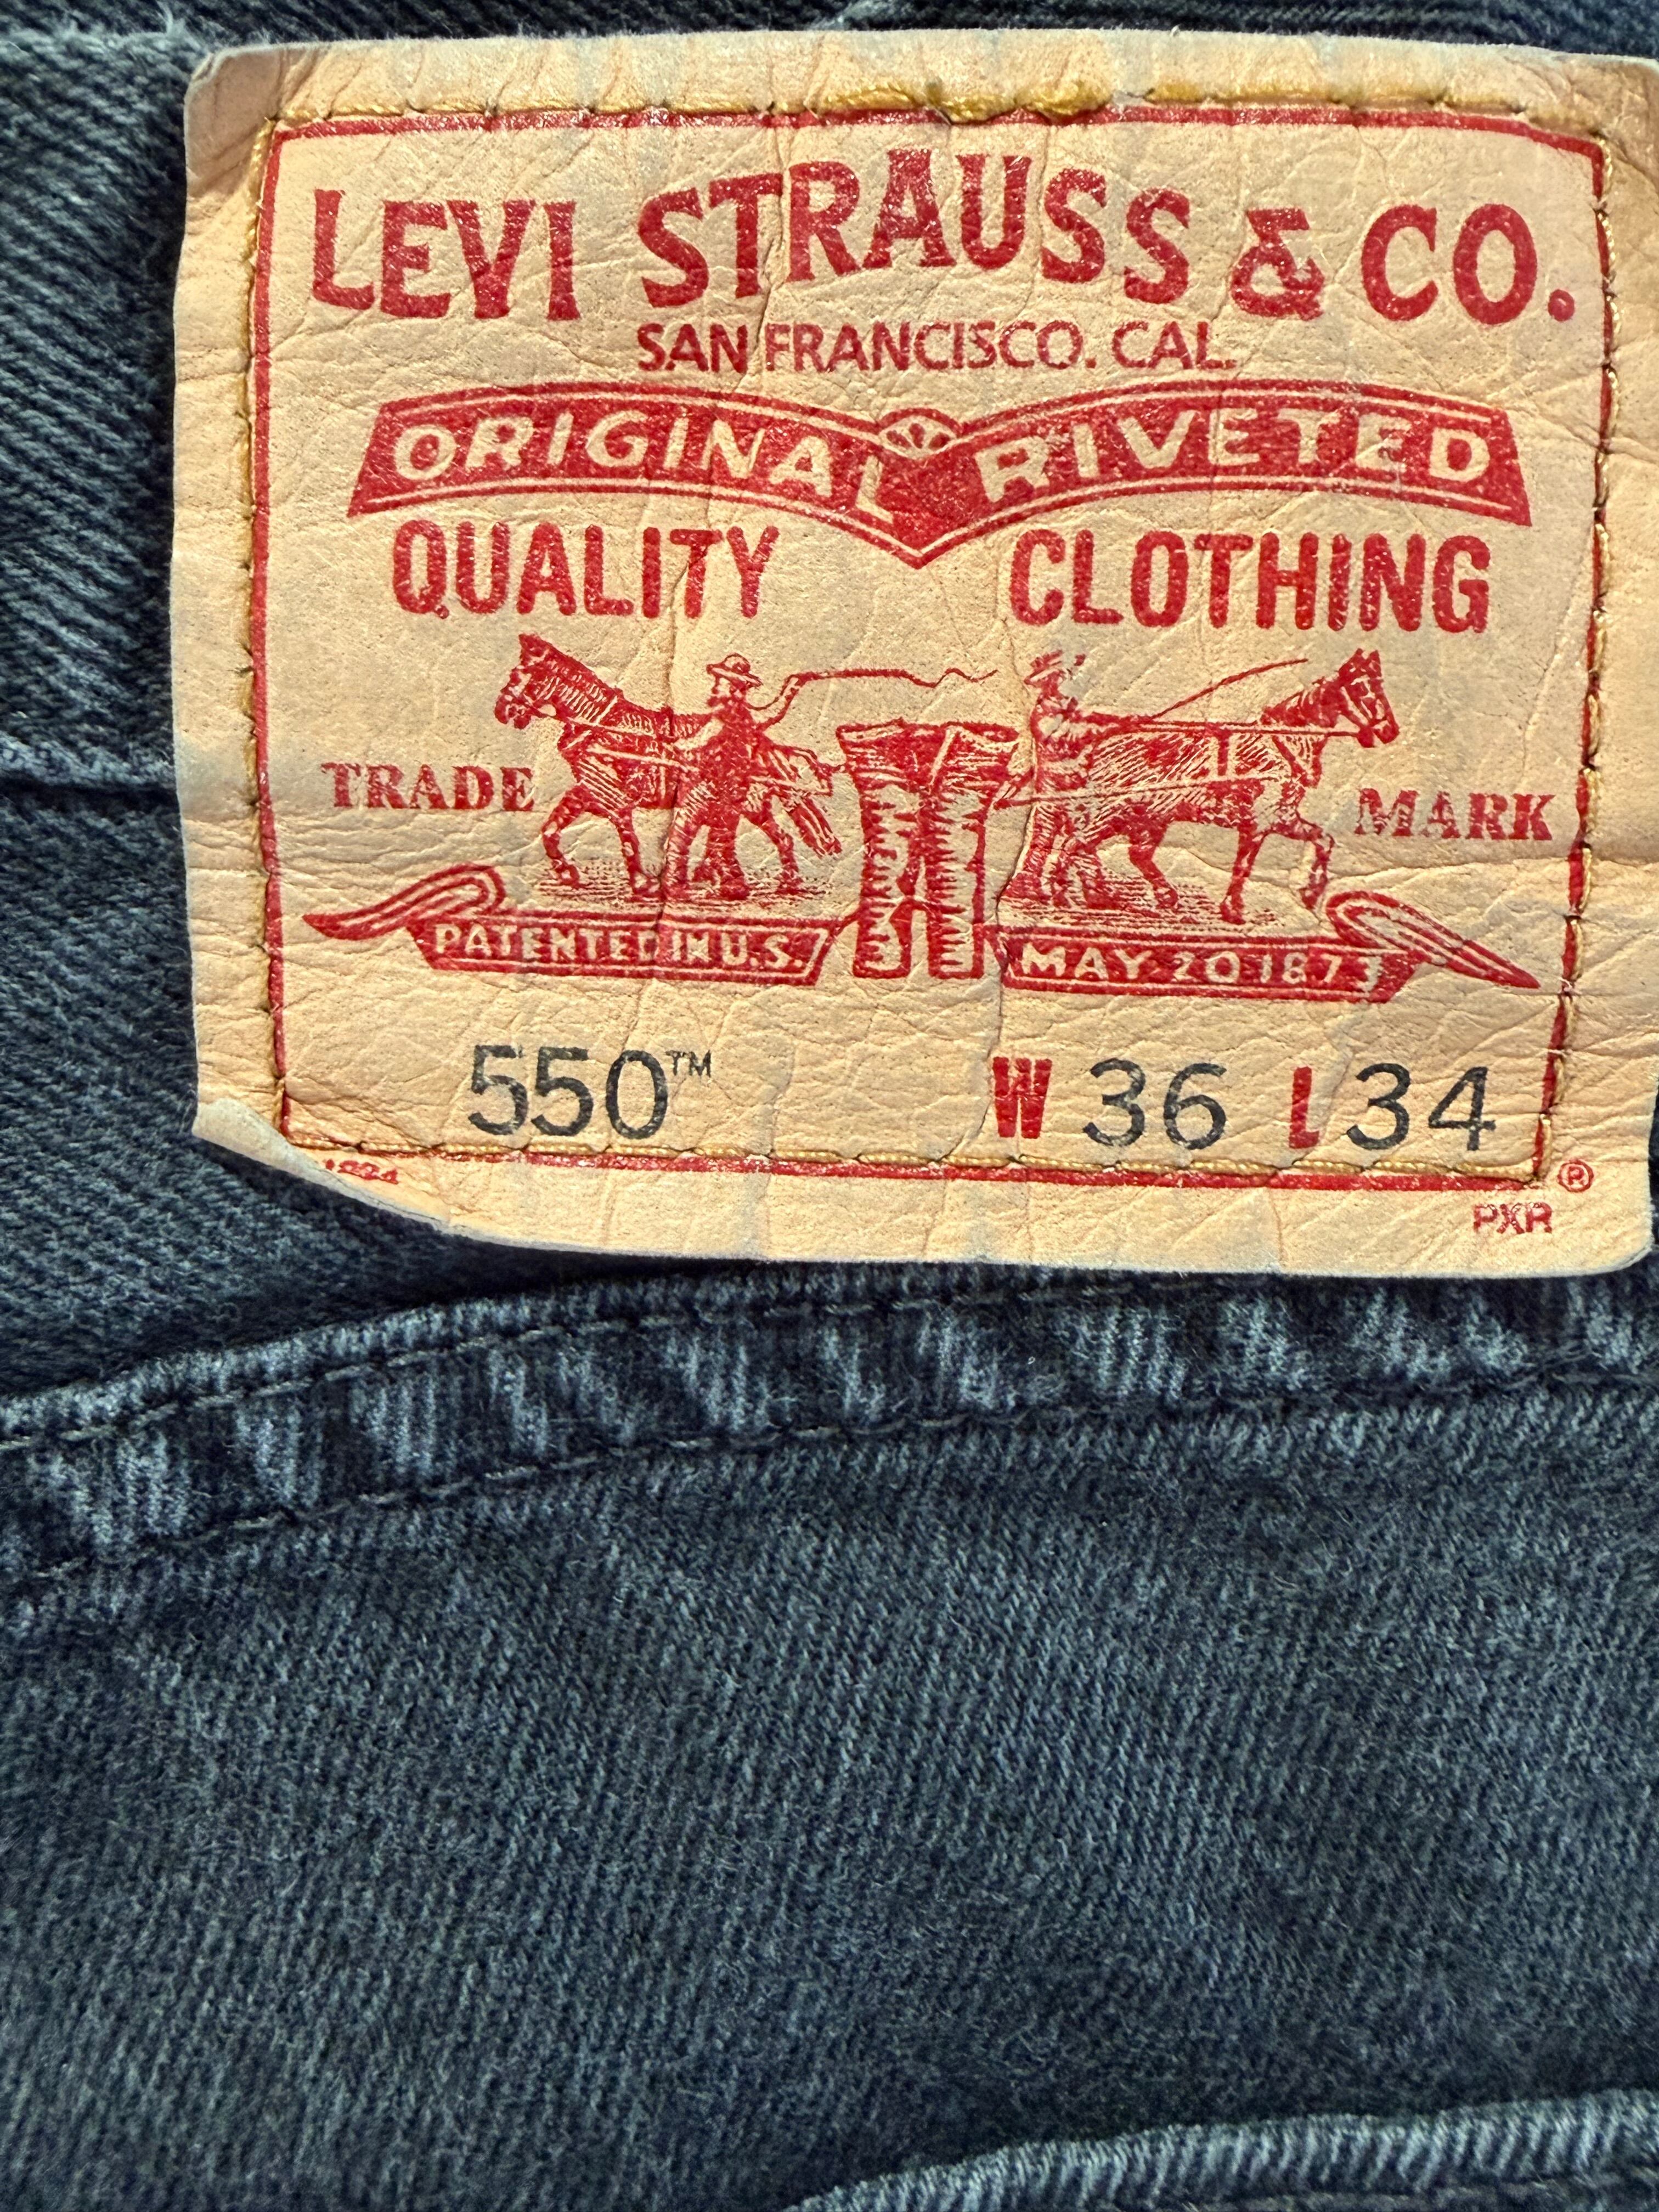 LEVI STRAUSS & CO.
SAN FRANCISCO. CAL.
ORIGINAL RIVETED
QUALITY CLOTHING
TRADE MARK
PATENTED IN U.S. MAY 20 1873
550™ W 36 L 34
®
PXR